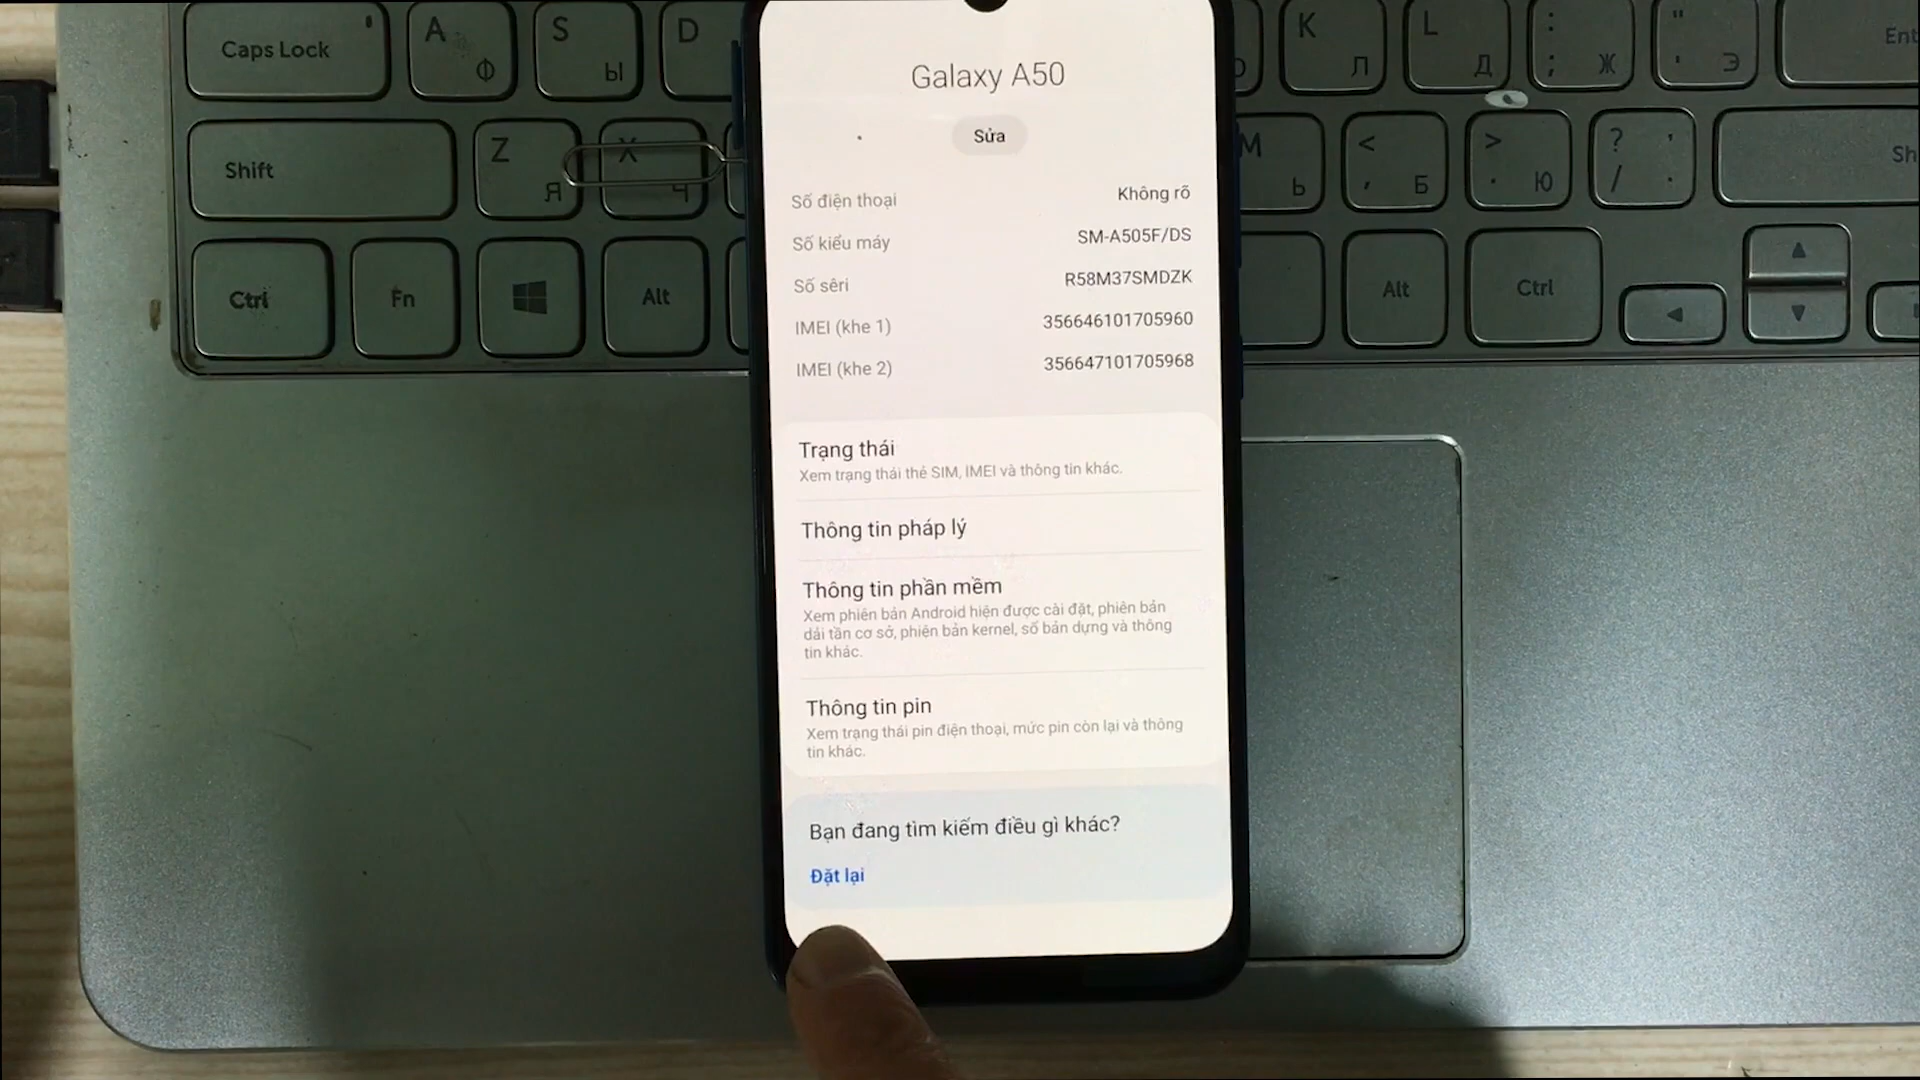 Caps Lock
A
Ф
S
Ы
D
K
Л
L
Д
: ; Ж
" ' Э
Shift
Z
Я
X
Ч
M
Ь
< , Б
> . Ю
? / ' .
Ctrl
Fn
Alt
Alt
Ctrl
Galaxy A50
Sửa
Số điện thoại
Không rõ
Số kiểu máy
SM-A505F/DS
Số sêri
R58M37SMDZK
IMEI (khe 1)
356646101705960
IMEI (khe 2)
356647101705968
Trạng thái
Xem trạng thái thẻ SIM, IMEI và thông tin khác.
Thông tin pháp lý
Thông tin phần mềm
Xem phiên bản Android hiện được cài đặt, phiên bản
dải tần cơ sở, phiên bản kernel, số bản dựng và thông
tin khác.
Thông tin pin
Xem trạng thái pin điện thoại, mức pin còn lại và thông
tin khác.
Bạn đang tìm kiếm điều gì khác?
Đặt lại